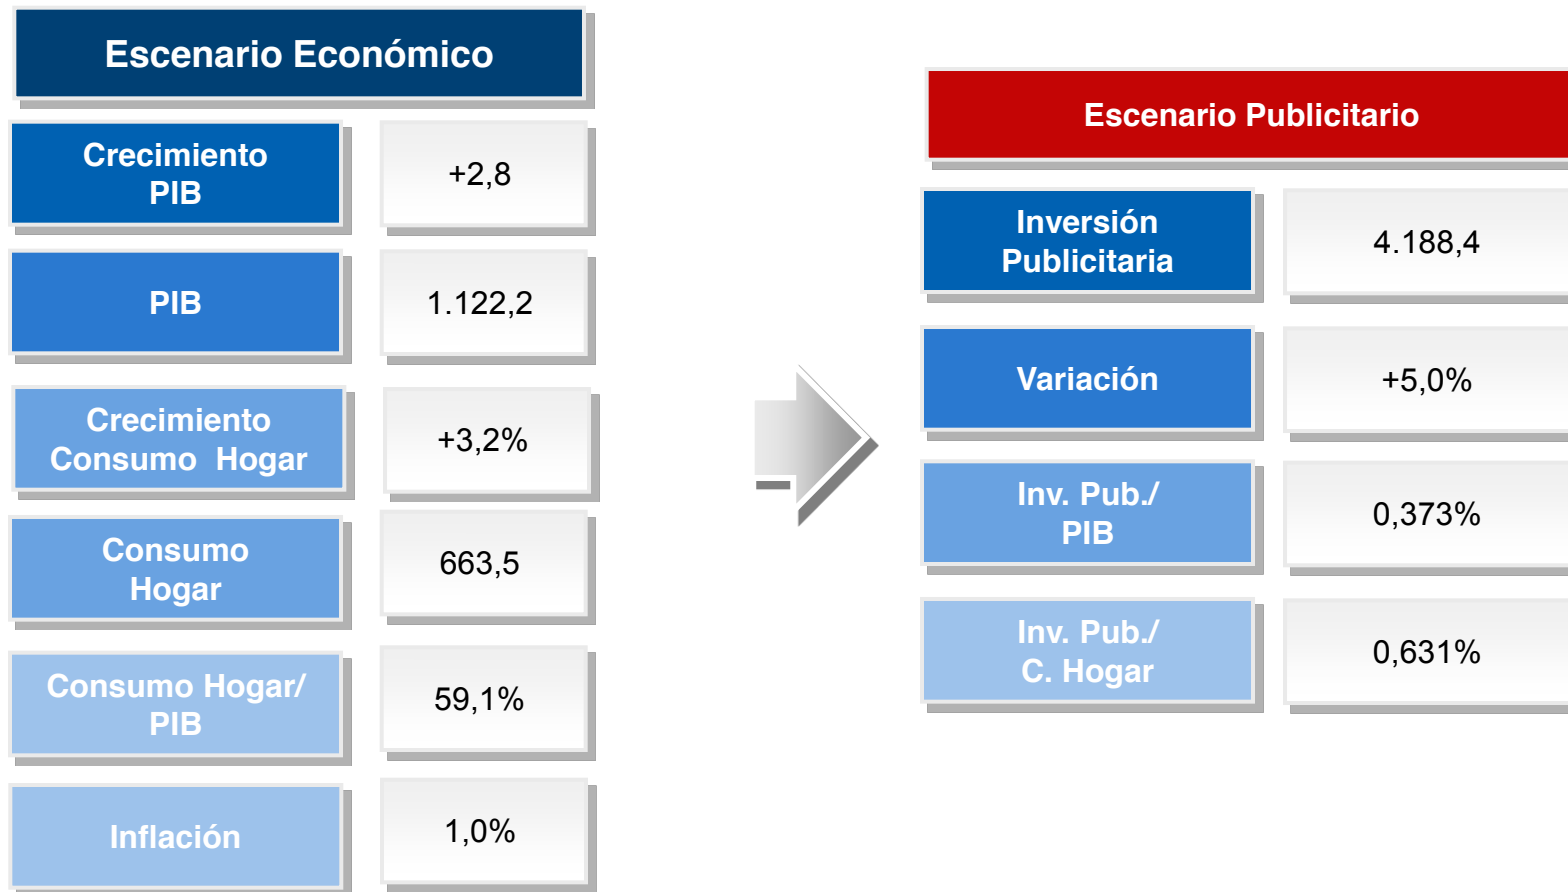 Escenario Económico
Crecimiento
PIB
+2,8
PIB
1.122,2
Crecimiento
Consumo Hogar
+3,2%
Consumo
Hogar
663,5
Consumo Hogar/
PIB
59,1%
Inflación
1,0%
Escenario Publicitario
Inversión
Publicitaria
4.188,4
Variación
+5,0%
Inv. Pub./
PIB
0,373%
Inv. Pub./
C. Hogar
0,631%